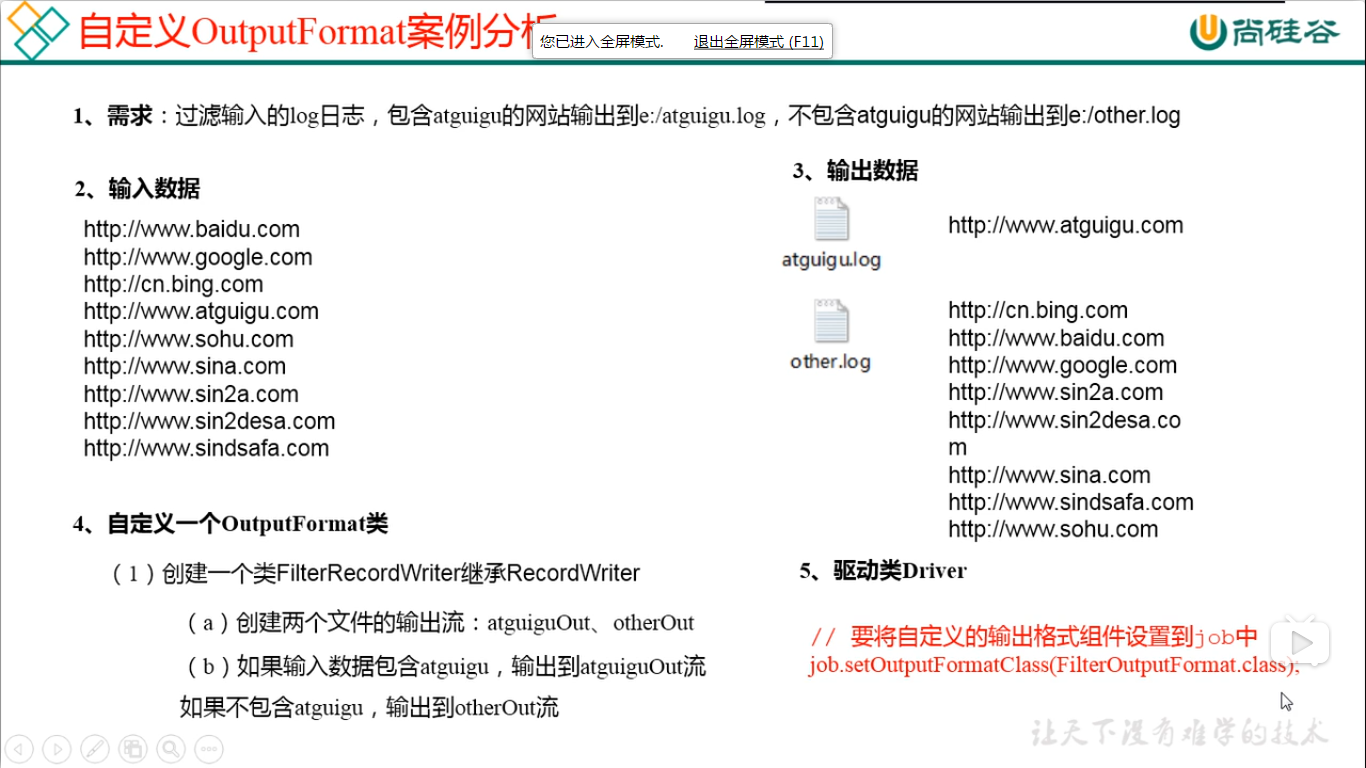 自定义OutputFormat案例分析
您已进入全屏模式. 退出全屏模式 (F11)
尚硅谷
1、需求：过滤输入的log日志，包含atguigu的网站输出到e:/atguigu.log，不包含atguigu的网站输出到e:/other.log
2、输入数据
http://www.baidu.com
http://www.google.com
http://cn.bing.com
http://www.atguigu.com
http://www.sohu.com
http://www.sina.com
http://www.sin2a.com
http://www.sin2desa.com
http://www.sindsafa.com
3、输出数据
atguigu.log
http://www.atguigu.com
other.log
http://cn.bing.com
http://www.baidu.com
http://www.google.com
http://www.sin2a.com
http://www.sin2desa.co
m
http://www.sina.com
http://www.sindsafa.com
http://www.sohu.com
4、自定义一个OutputFormat类
（1）创建一个类FilterRecordWriter继承RecordWriter
（a）创建两个文件的输出流：atguiguOut、otherOut
（b）如果输入数据包含atguigu，输出到atguiguOut流
如果不包含atguigu，输出到otherOut流
5、驱动类Driver
// 要将自定义的输出格式组件设置到job中
job.setOutputFormatClass(FilterOutputFormat.class);
让天下没有难学的技术